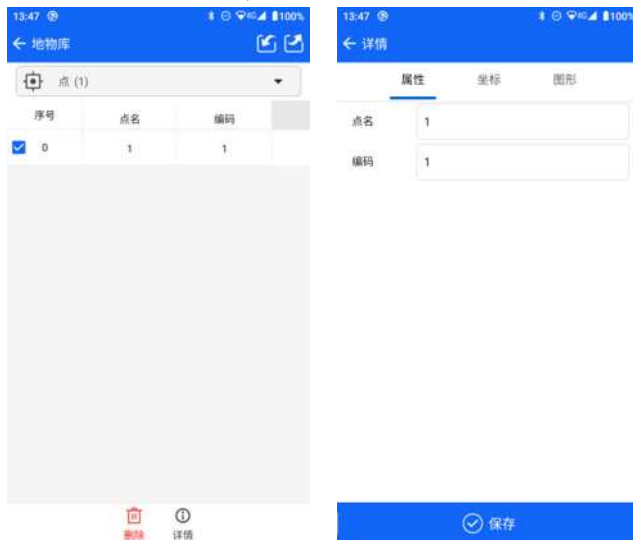 13:47
4G 100%
地物库
点 (1)
序号 点名 编码
0 1 1
删除 详情
13:47
4G 100%
详情
属性 坐标 图形
点名 1
编码 1
保存